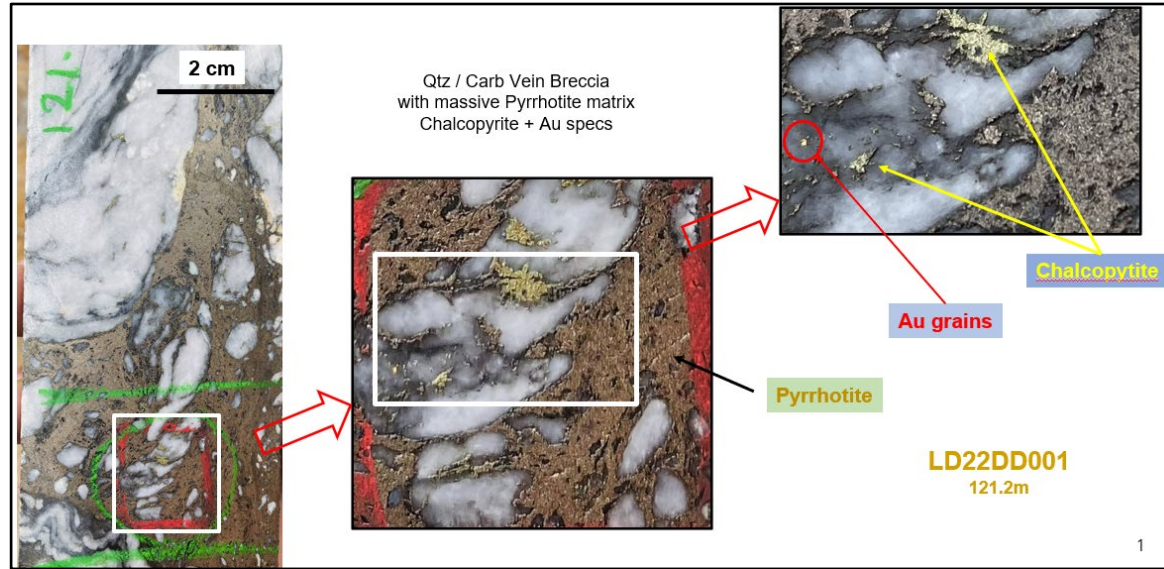 121.
2 cm
Qtz / Carb Vein Breccia
with massive Pyrrhotite matrix
Chalcopyrite + Au specs
Chalcopytite
Au grains
Pyrrhotite
LD22DD001
121.2m
1